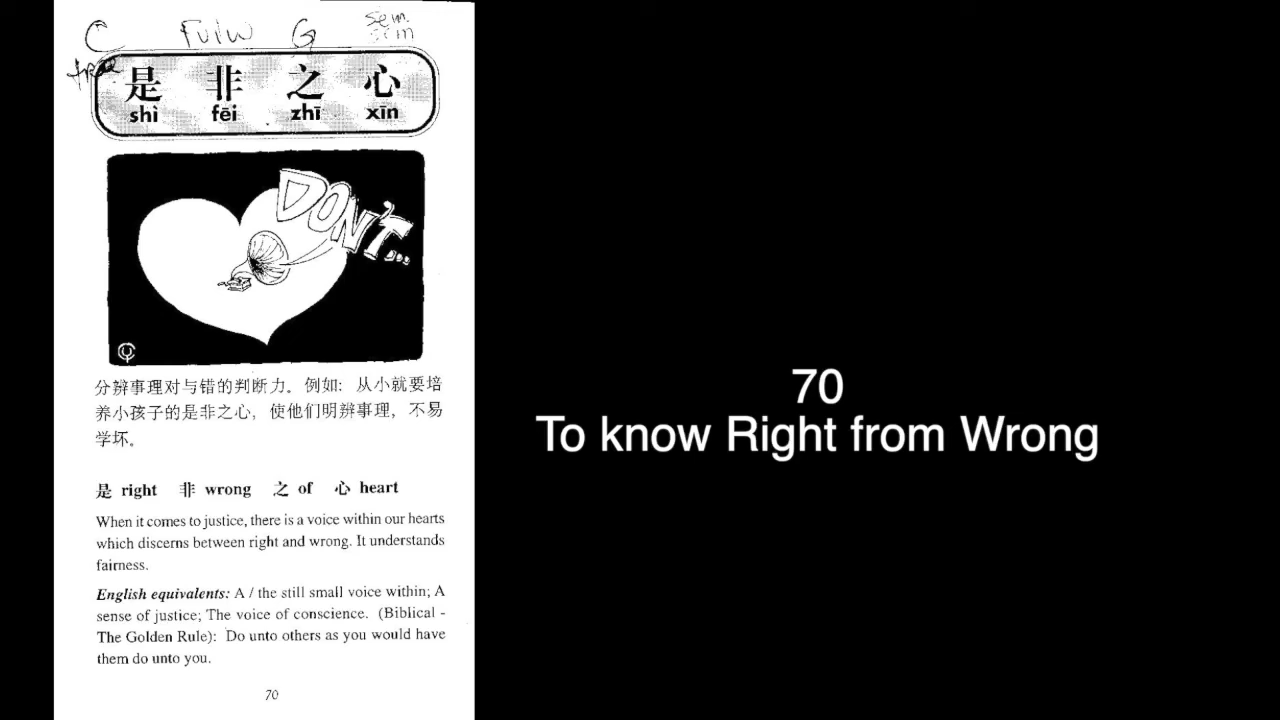 C FUIW G sem.
sem
true
是 非 之 心
shì fēi zhī xīn
DON'T...
分辨事理对与错的判断力。例如：从小就要培
养小孩子的是非之心，使他们明辨事理，不易
学坏。
是 right 非 wrong 之 of 心 heart
When it comes to justice, there is a voice within our hearts
which discerns between right and wrong. It understands
fairness.
English equivalents: A / the still small voice within; A
sense of justice; The voice of conscience. (Biblical -
The Golden Rule): Do unto others as you would have
them do unto you.
70
70
To know Right from Wrong